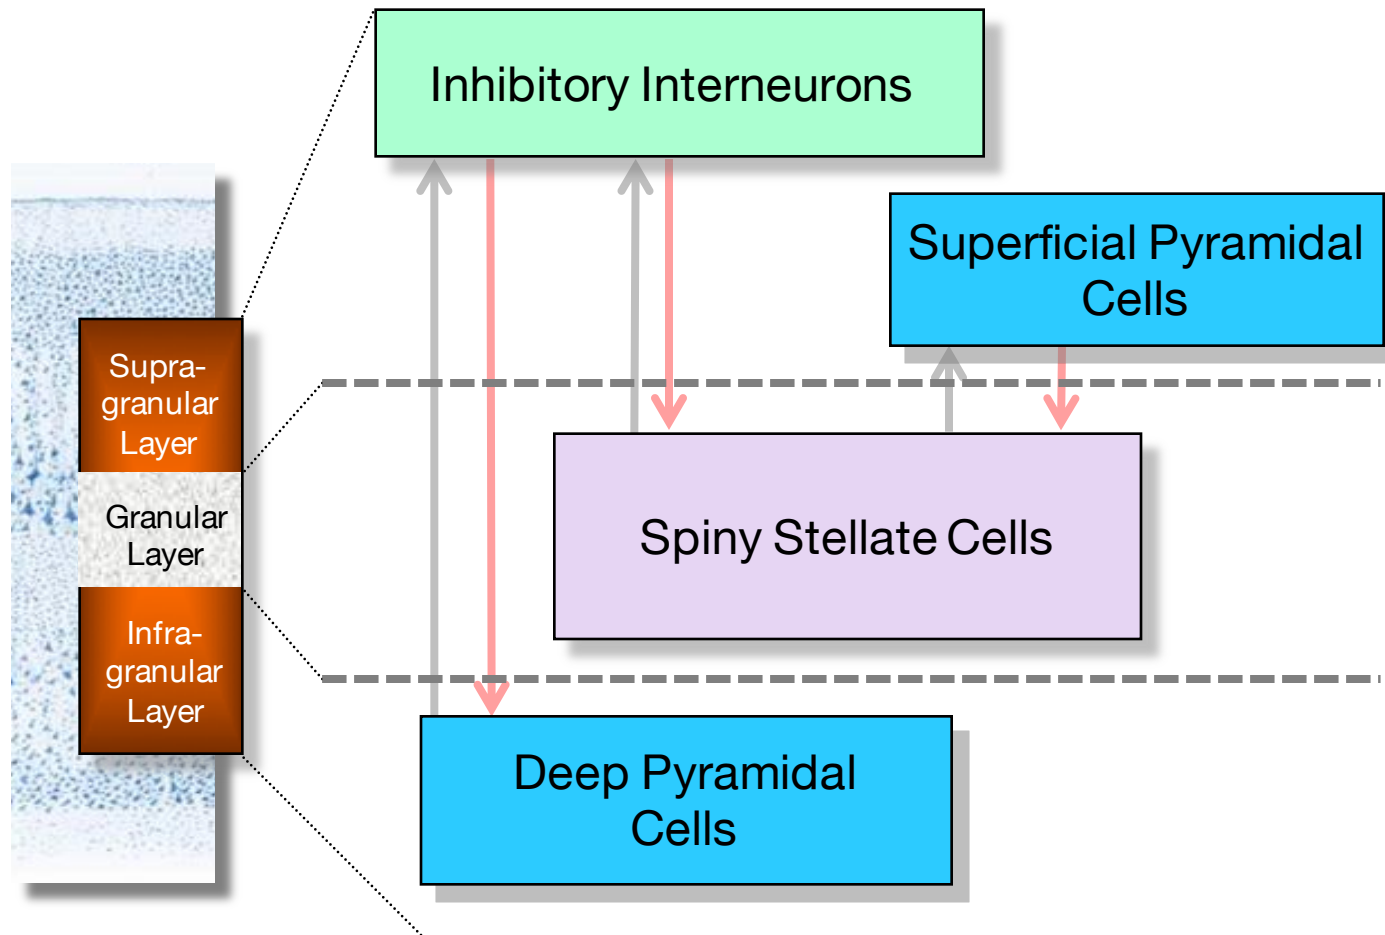 Inhibitory Interneurons
Superficial Pyramidal
Cells
Supra-
granular
Layer
Granular
Layer
Spiny Stellate Cells
Infra-
granular
Layer
Deep Pyramidal
Cells